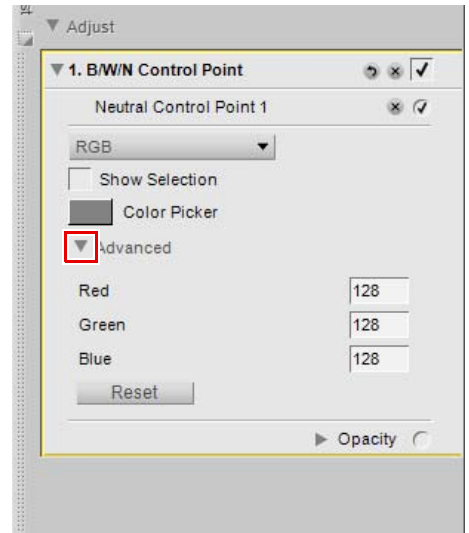 Adjust
1. B/W/N Control Point
Neutral Control Point 1
RGB
Show Selection
Color Picker
Advanced
Red 128
Green 128
Blue 128
Reset
Opacity